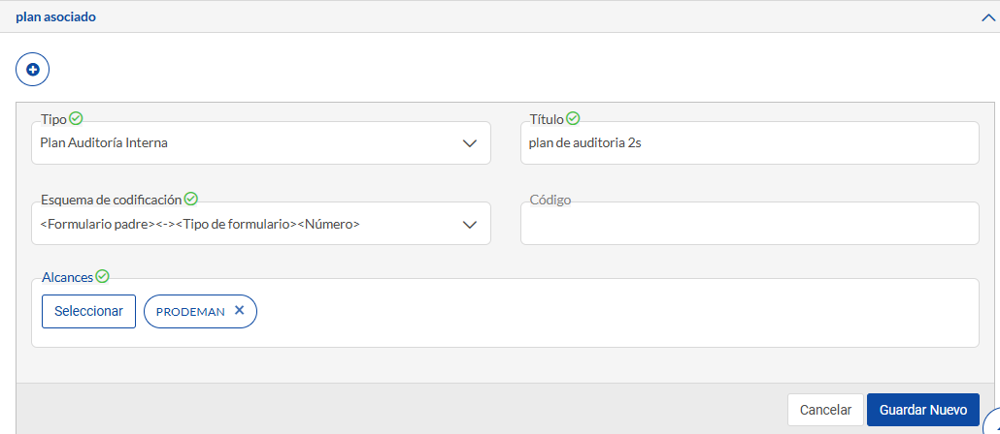 plan asociado
Tipo
Título
Plan Auditoría Interna
plan de auditoria 2s
Esquema de codificación
Código
<Formulario padre><-><Tipo de formulario><Número>
Alcances
Seleccionar
PRODEMAN
Cancelar
Guardar Nuevo